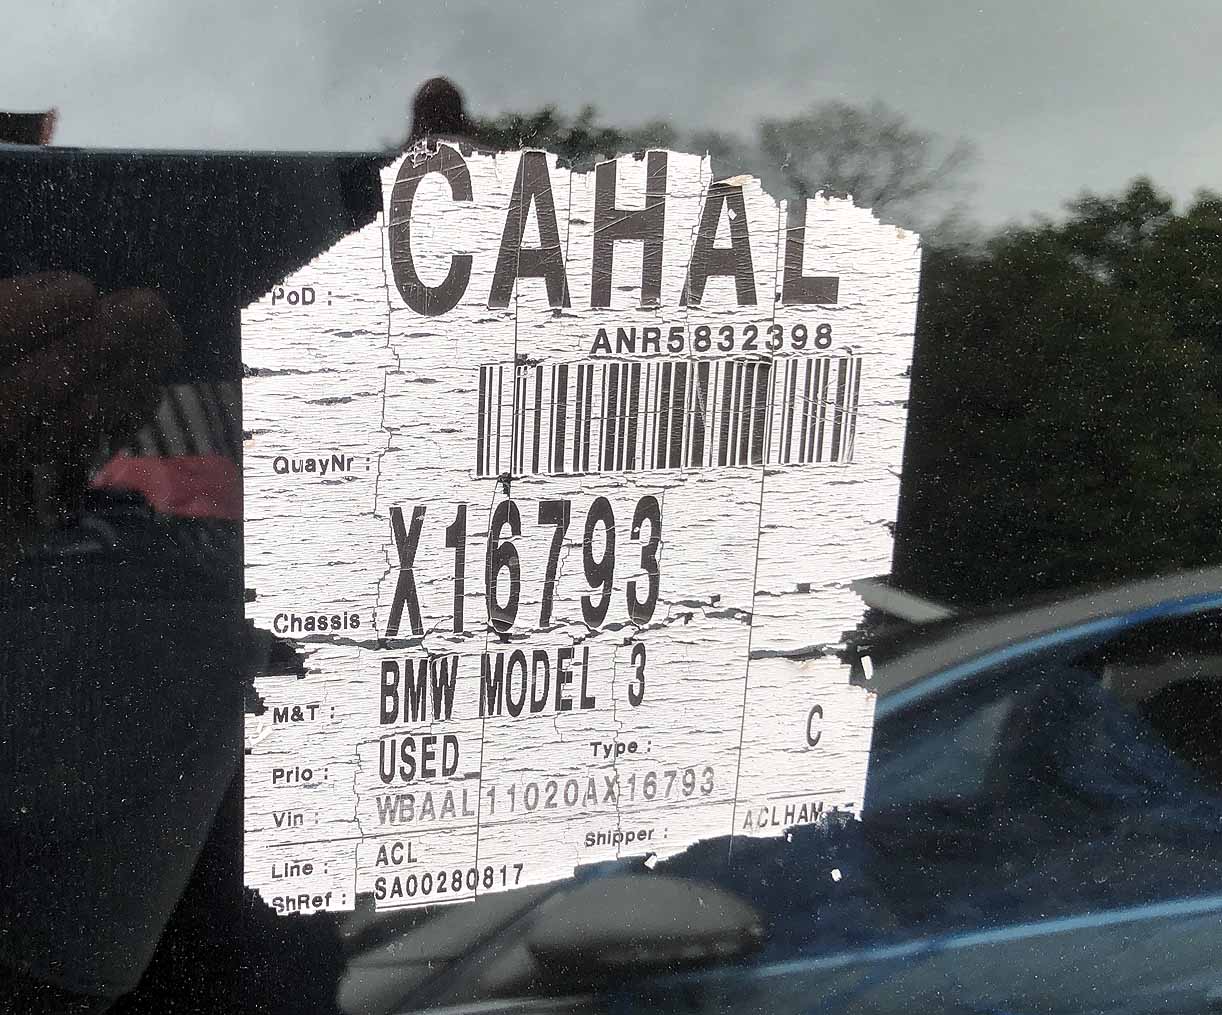 PoD : CAHAL
ANR5832398
QuayNr : X16793
Chassis
M&T : BMW MODEL 3
Prio : USED Type : C
Vin : WBAAL11020AX16793
Line : ACL Shipper : ACLHAM
ShRef : SA00280817